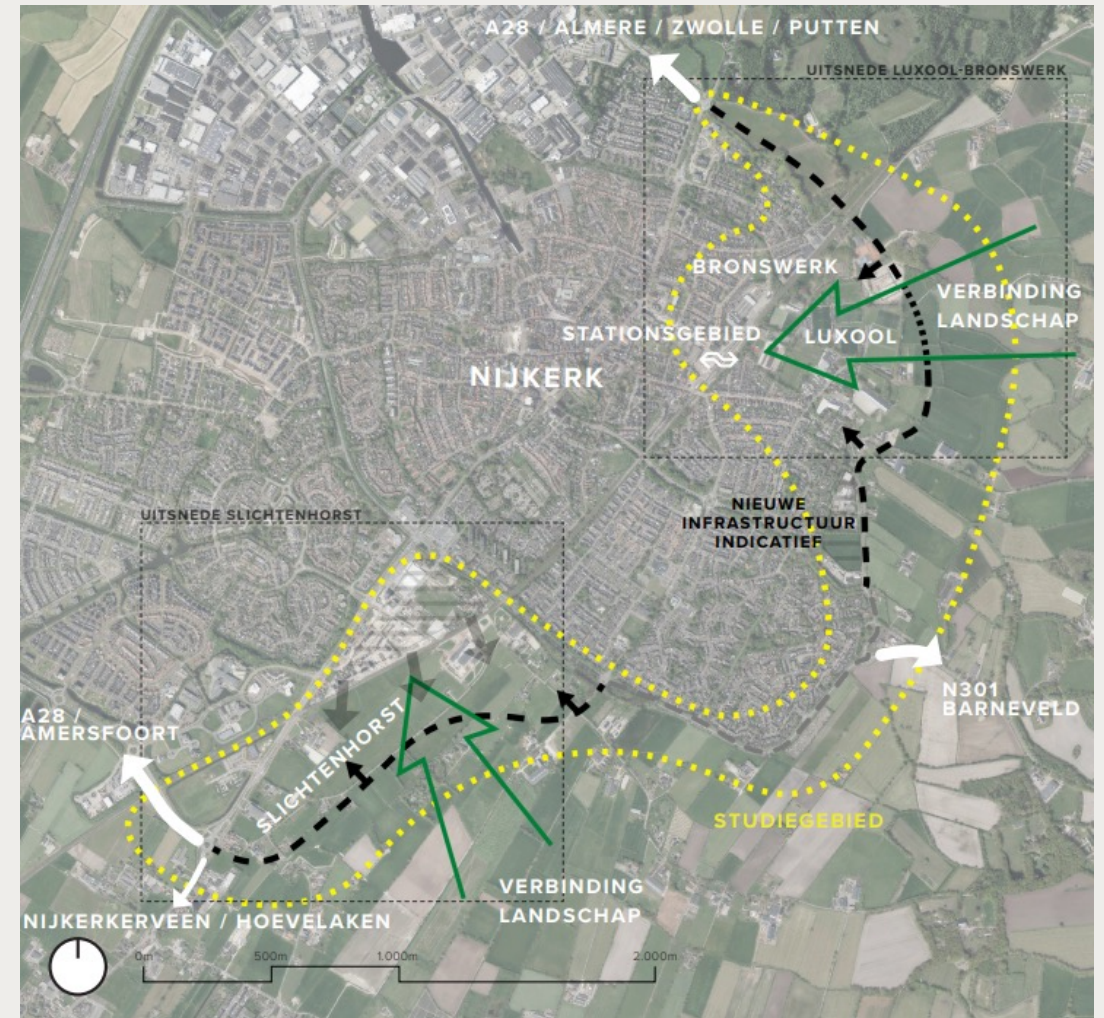 A28 / ALMERE / ZWOLLE / PUTTEN
UITSNEDE LUXOOL-BRONSWERK
BRONSWERK
VERBINDING
LANDSCHAP
STATIONSGEBIED
LUXOOL
NIJKERK
NIEUWE
INFRASTRUCTUUR
INDICATIEF
UITSNEDE SLICHTENHORST
N301
BARNEVELD
A28 /
AMERSFOORT
SLICHTENHORST
STUDIEGEBIED
VERBINDING
LANDSCHAP
NIJKERKERVEEN / HOEVELAKEN
0m 500m 1.000m 2.000m